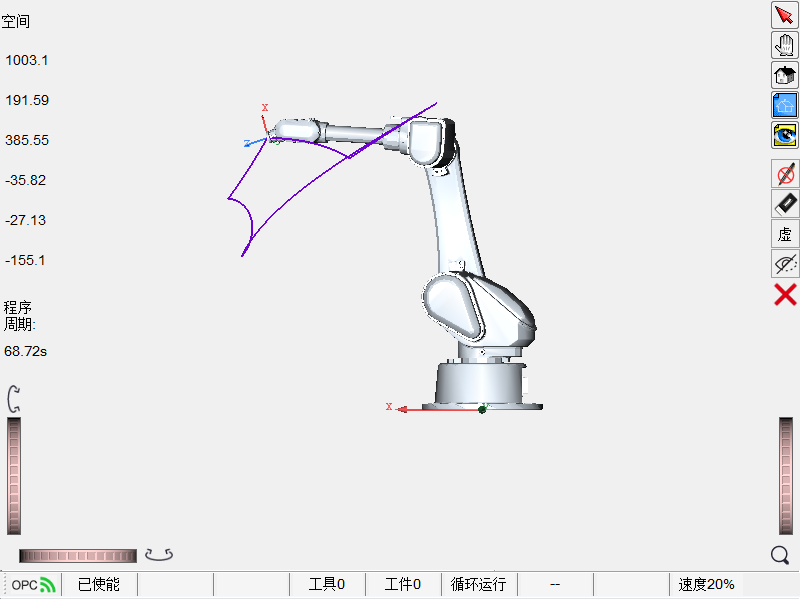 空间
1003.1
191.59
385.55
-35.82
-27.13
-155.1
程序
周期:
68.72s
X
Z
X
虚
OPC
已使能
工具0
工件0
循环运行
--
速度20%